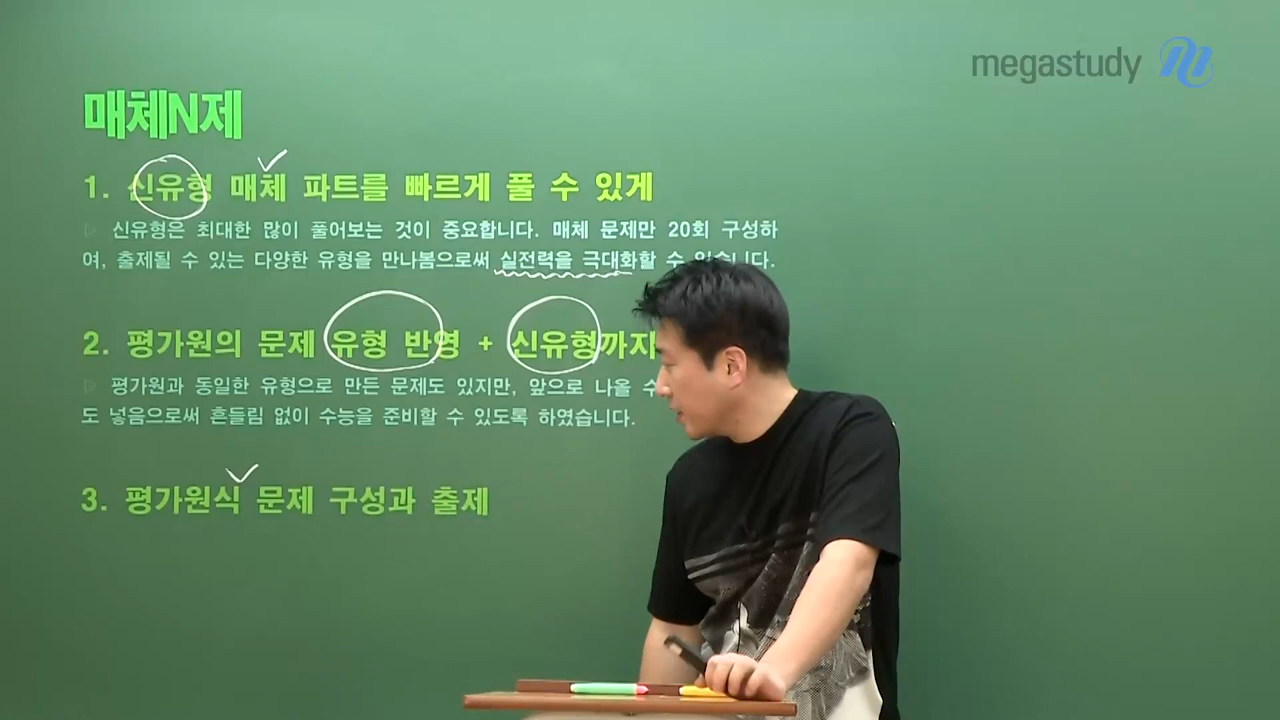 megastudy
매체N제
1. 신유형 매체 파트를 빠르게 풀 수 있게
▷ 신유형은 최대한 많이 풀어보는 것이 중요합니다. 매체 문제만 20회 구성하
여, 출제될 수 있는 다양한 유형을 만나봄으로써 실전력을 극대화할 수 있습니다.
2. 평가원의 문제 유형 반영 + 신유형까지
▷ 평가원과 동일한 유형으로 만든 문제도 있지만, 앞으로 나올 수
도 넣음으로써 흔들림 없이 수능을 준비할 수 있도록 하였습니다.
3. 평가원식 문제 구성과 출제